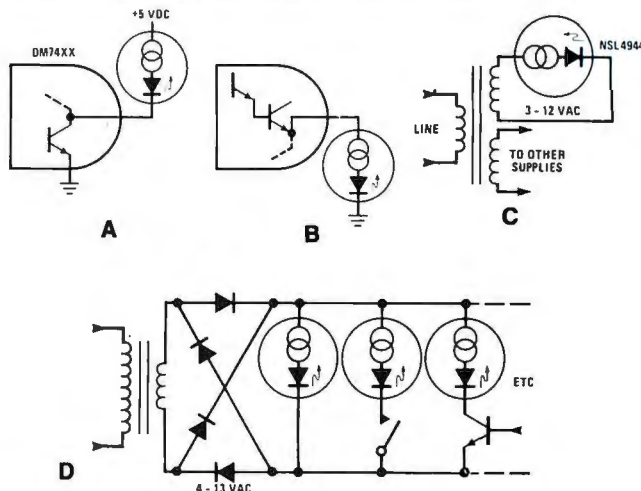 +5 VDC
DM74XX
A
B
NSL4944
3 - 12 VAC
LINE
TO OTHER
SUPPLIES
C
ETC
D
4 - 13 VAC